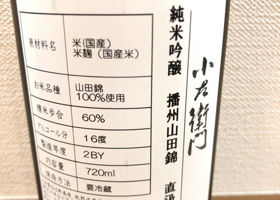 小左衛門
純米吟醸 播州山田錦 直汲
原材料名 米(国産)
米麹(国産米)
お米品種 山田錦
100%使用
精米歩合 60%
アルコール分 16度
製造年度 2BY
内容量 720ml
保存方法 要冷蔵